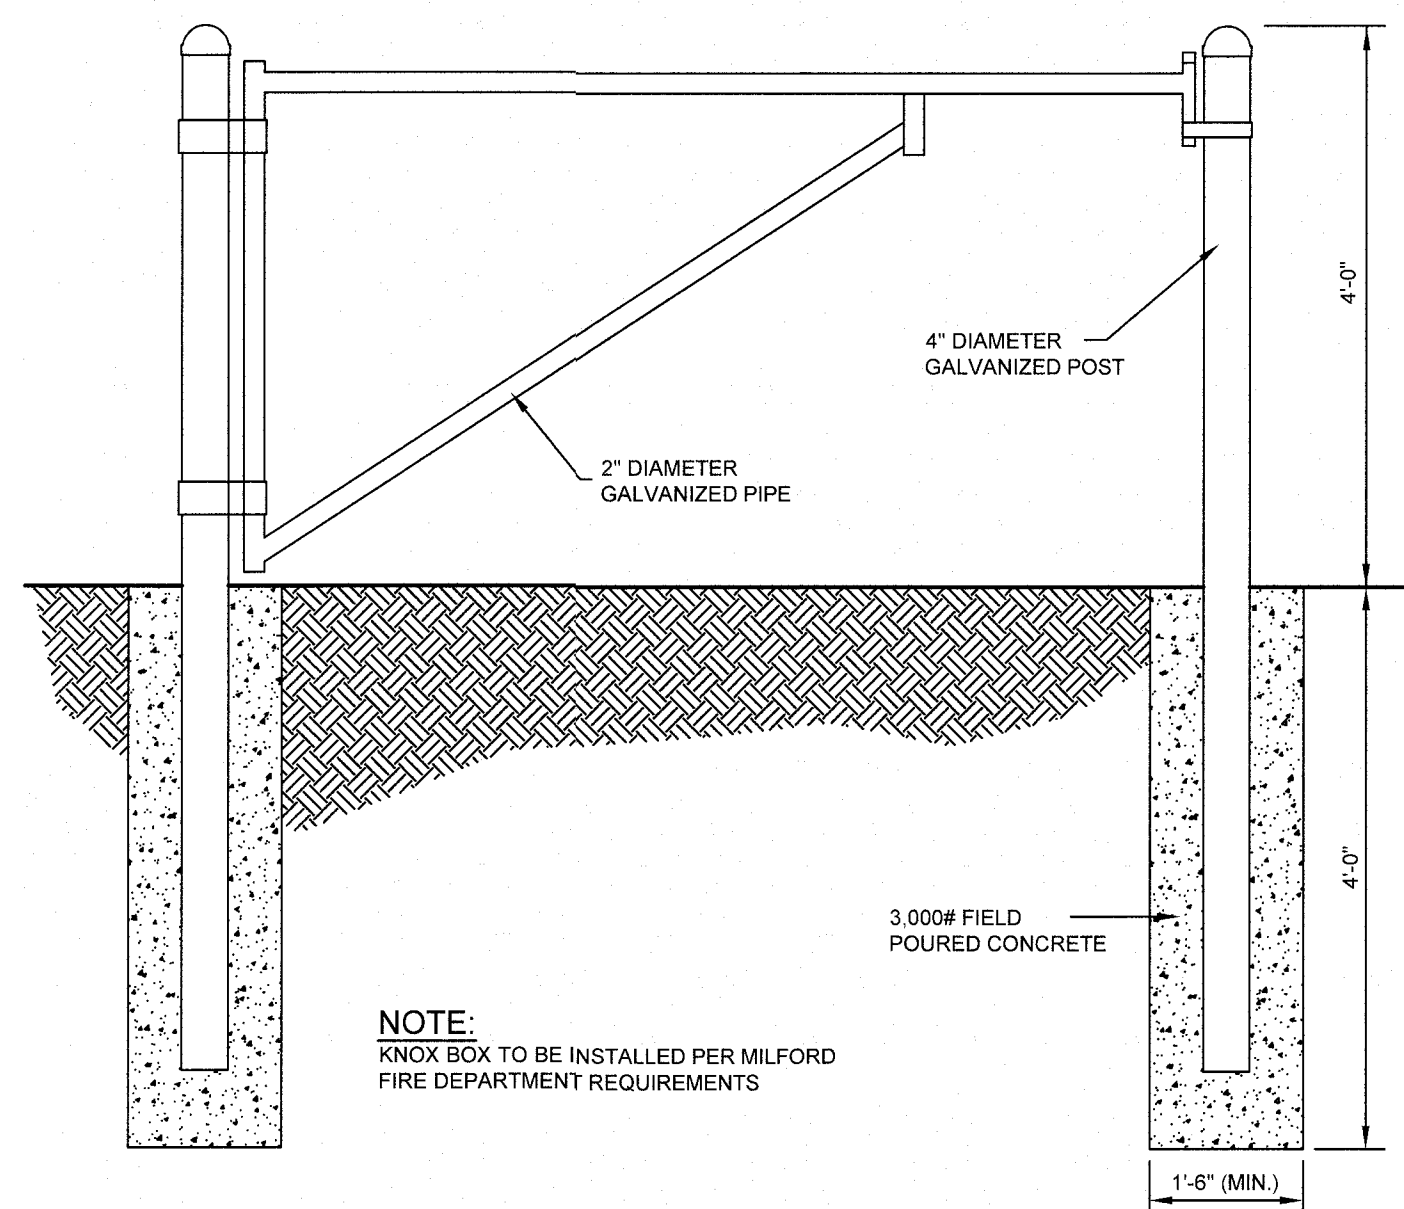 4'-0"
4" DIAMETER
GALVANIZED POST
2" DIAMETER
GALVANIZED PIPE
4'-0"
3,000# FIELD
POURED CONCRETE
NOTE:
KNOX BOX TO BE INSTALLED PER MILFORD
FIRE DEPARTMENT REQUIREMENTS
1'-6" (MIN.)